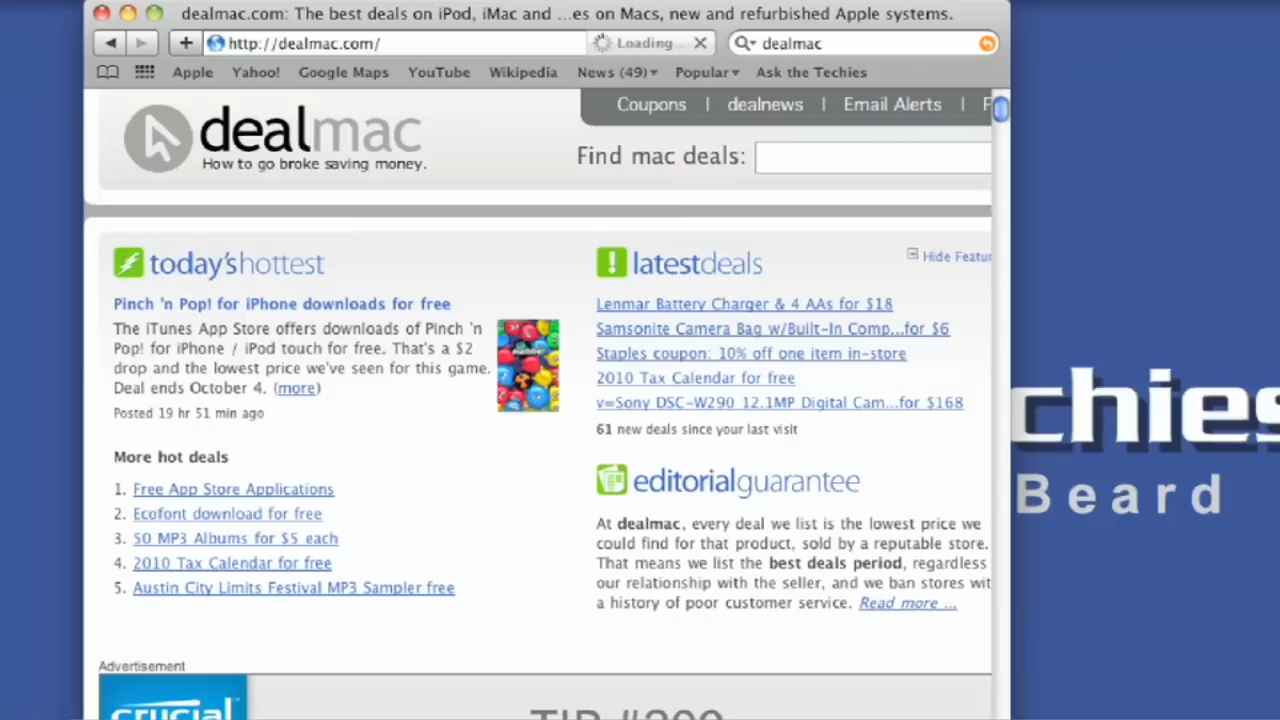 dealmac.com: The best deals on iPod, iMac and ...es on Macs, new and refurbished Apple systems.
http://dealmac.com/
Loading
dealmac
Apple Yahoo! Google Maps YouTube Wikipedia News (49) Popular Ask the Techies
Coupons | dealnews | Email Alerts |
dealmac
How to go broke saving money.
Find mac deals:
today'shottest
Pinch 'n Pop! for iPhone downloads for free
The iTunes App Store offers downloads of Pinch 'n
Pop! for iPhone / iPod touch for free. That's a $2
drop and the lowest price we've seen for this game.
Deal ends October 4. (more)
Posted 19 hr 51 min ago
More hot deals
1. Free App Store Applications
2. Ecofont download for free
3. 50 MP3 Albums for $5 each
4. 2010 Tax Calendar for free
5. Austin City Limits Festival MP3 Sampler free
latestdeals
Hide Featu
Lenmar Battery Charger & 4 AAs for $18
Samsonite Camera Bag w/Built-In Comp...for $6
Staples coupon: 10% off one item in-store
2010 Tax Calendar for free
v=Sony DSC-W290 12.1MP Digital Cam...for $168
61 new deals since your last visit
editorialguarantee
At dealmac, every deal we list is the lowest price we
could find for that product, sold by a reputable store.
That means we list the best deals period, regardless
our relationship with the seller, and we ban stores wit
a history of poor customer service. Read more ...
Advertisement
crucial
TIP #200
chies
Beard